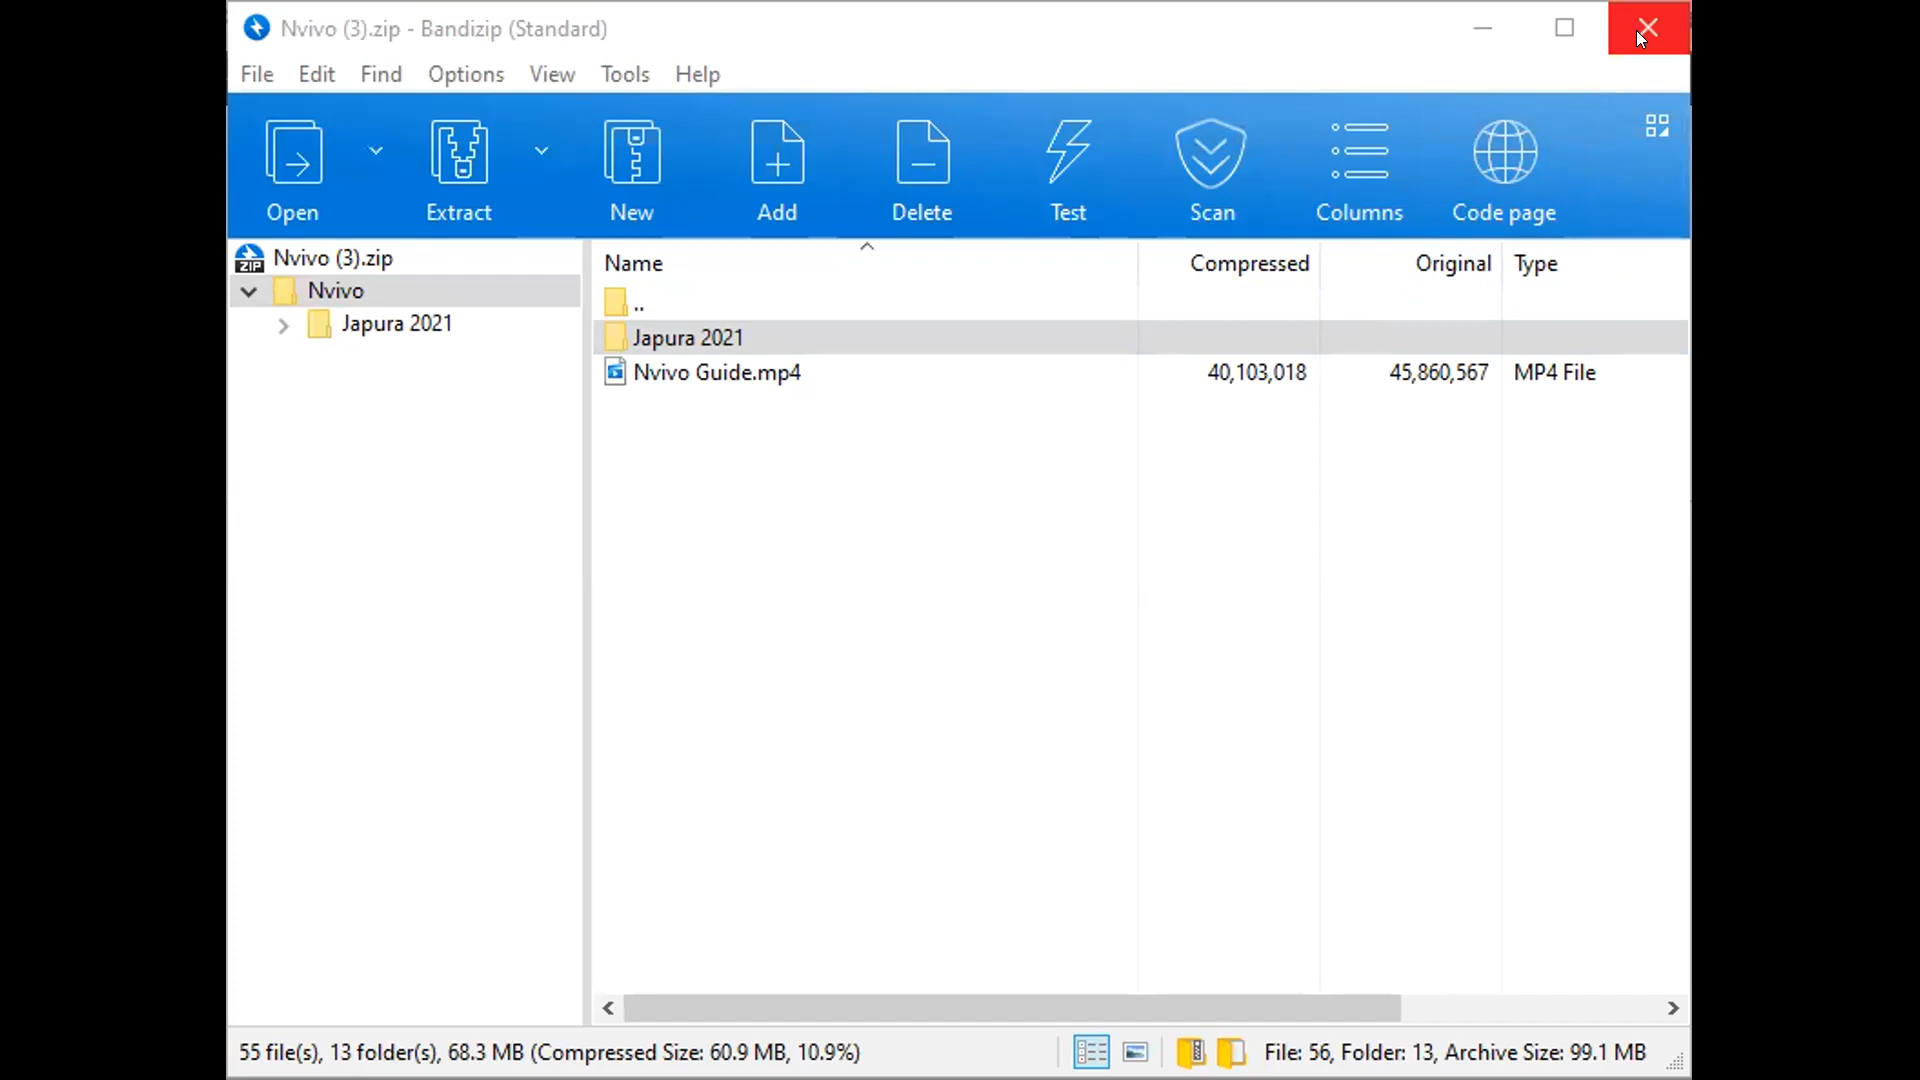 Nvivo (3).zip - Bandizip (Standard)
File Edit Find Options View Tools Help
Open Extract New Add Delete Test Scan Columns Code page
Nvivo (3).zip
Nvivo
Japura 2021
Name Compressed Original Type
..
Japura 2021
Nvivo Guide.mp4 40,103,018 45,860,567 MP4 File
55 file(s), 13 folder(s), 68.3 MB (Compressed Size: 60.9 MB, 10.9%)
File: 56, Folder: 13, Archive Size: 99.1 MB